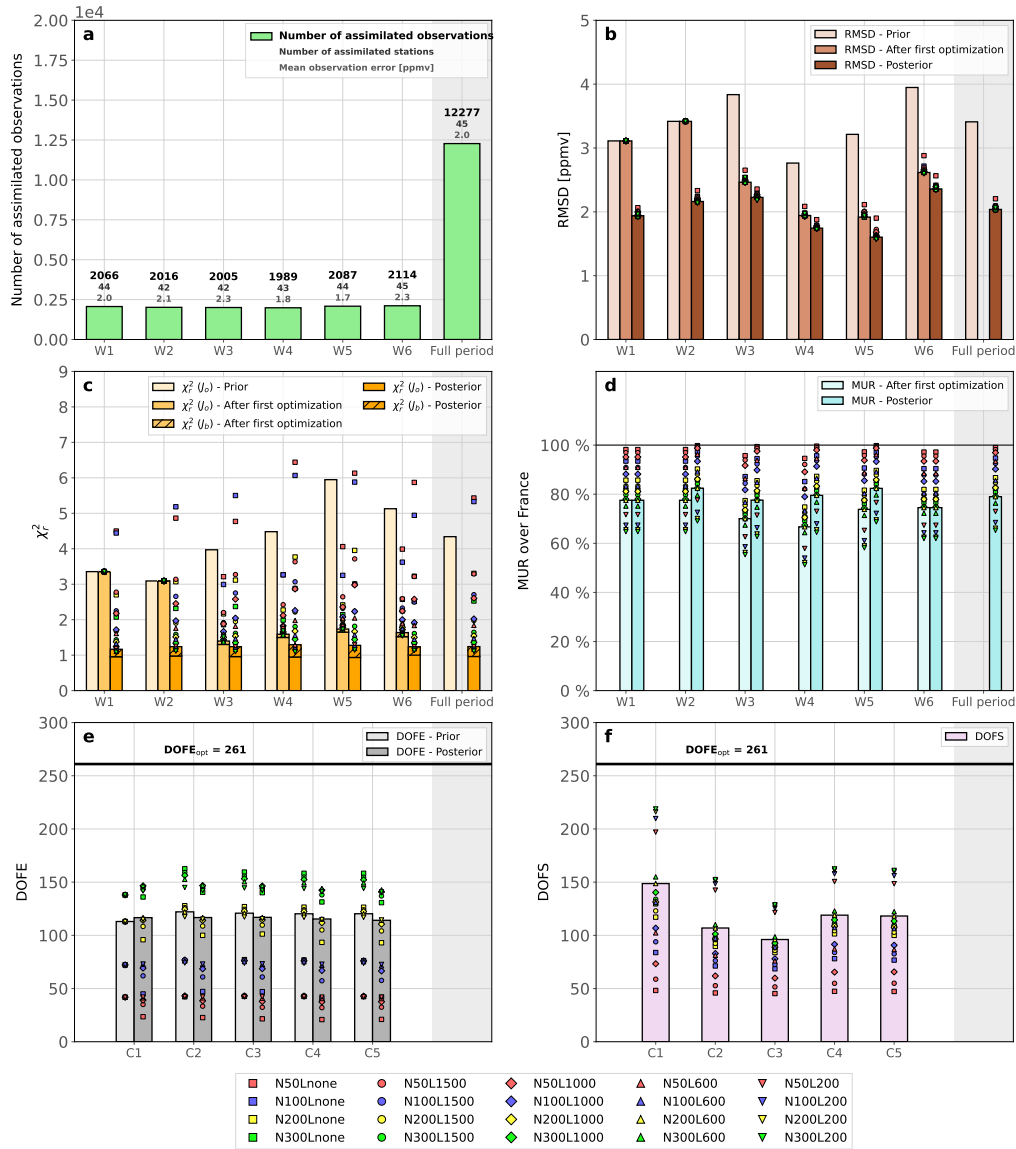 1e4
a
Number of assimilated observations
Number of assimilated stations
Mean observation error [ppmv]
Number of assimilated observations
2.00
1.75
1.50
1.25
1.00
0.75
0.50
0.25
0.00
2066
44
2.0
2016
42
2.1
2005
42
2.3
1989
43
1.8
2087
44
1.7
2114
45
2.3
12277
45
2.0
W1 W2 W3 W4 W5 W6 Full period
b
RMSD - Prior
RMSD - After first optimization
RMSD - Posterior
RMSD [ppmv]
5
4
3
2
1
0
W1 W2 W3 W4 W5 W6 Full period
c
χ²ᵣ (Jₒ) - Prior
χ²ᵣ (Jₒ) - After first optimization
χ²ᵣ (J_b) - After first optimization
χ²ᵣ (Jₒ) - Posterior
χ²ᵣ (J_b) - Posterior
χ²ᵣ
9
8
7
6
5
4
3
2
1
0
W1 W2 W3 W4 W5 W6 Full period
d
MUR - After first optimization
MUR - Posterior
MUR over France
100 %
80 %
60 %
40 %
20 %
0 %
W1 W2 W3 W4 W5 W6 Full period
e
DOFE - Prior
DOFE - Posterior
DOFE_opt = 261
DOFE
300
250
200
150
100
50
0
C1 C2 C3 C4 C5
f
DOFS
DOFE_opt = 261
DOFS
300
250
200
150
100
50
0
C1 C2 C3 C4 C5
N50Lnone N50L1500 N50L1000 N50L600 N50L200
N100Lnone N100L1500 N100L1000 N100L600 N100L200
N200Lnone N200L1500 N200L1000 N200L600 N200L200
N300Lnone N300L1500 N300L1000 N300L600 N300L200